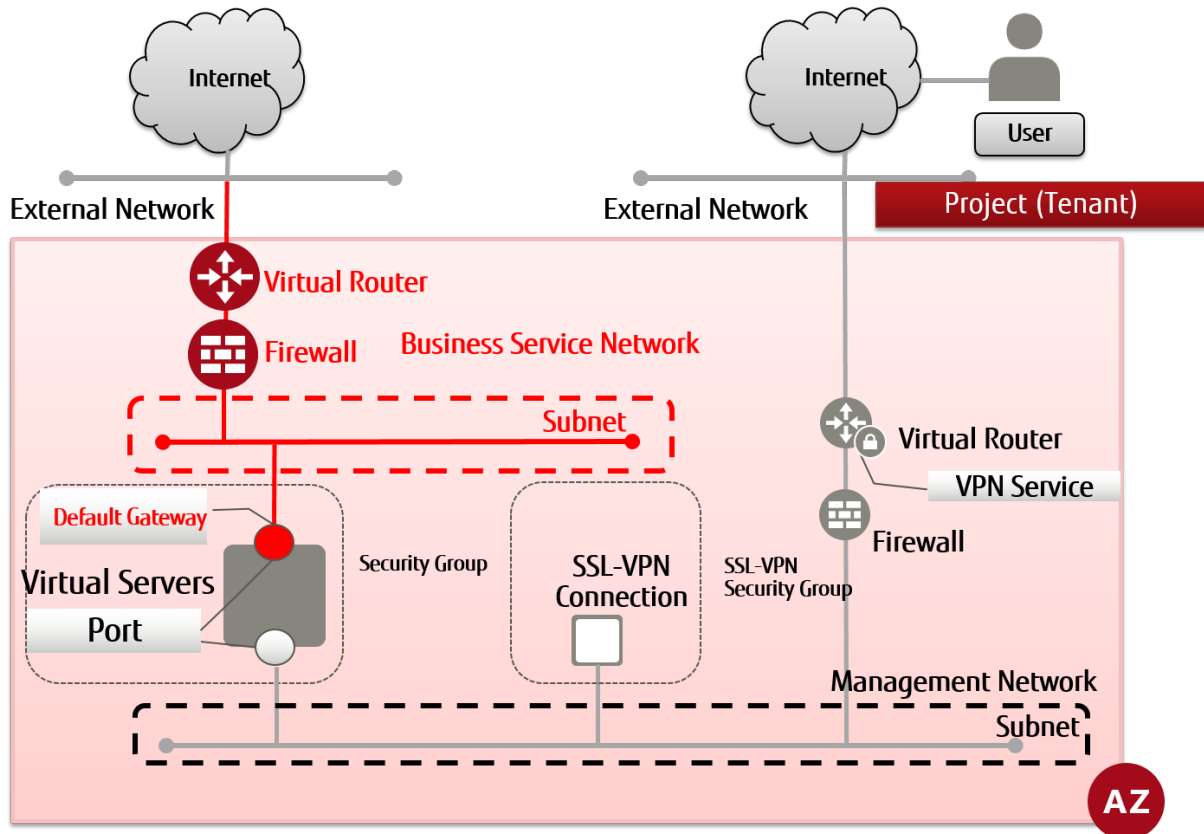 Internet
Internet
User
External Network
External Network
Project (Tenant)
Virtual Router
Firewall
Business Service Network
Subnet
Virtual Router
VPN Service
Default Gateway
Firewall
Security Group
SSL-VPN
Connection
SSL-VPN
Security Group
Virtual Servers
Port
Management Network
Subnet
AZ